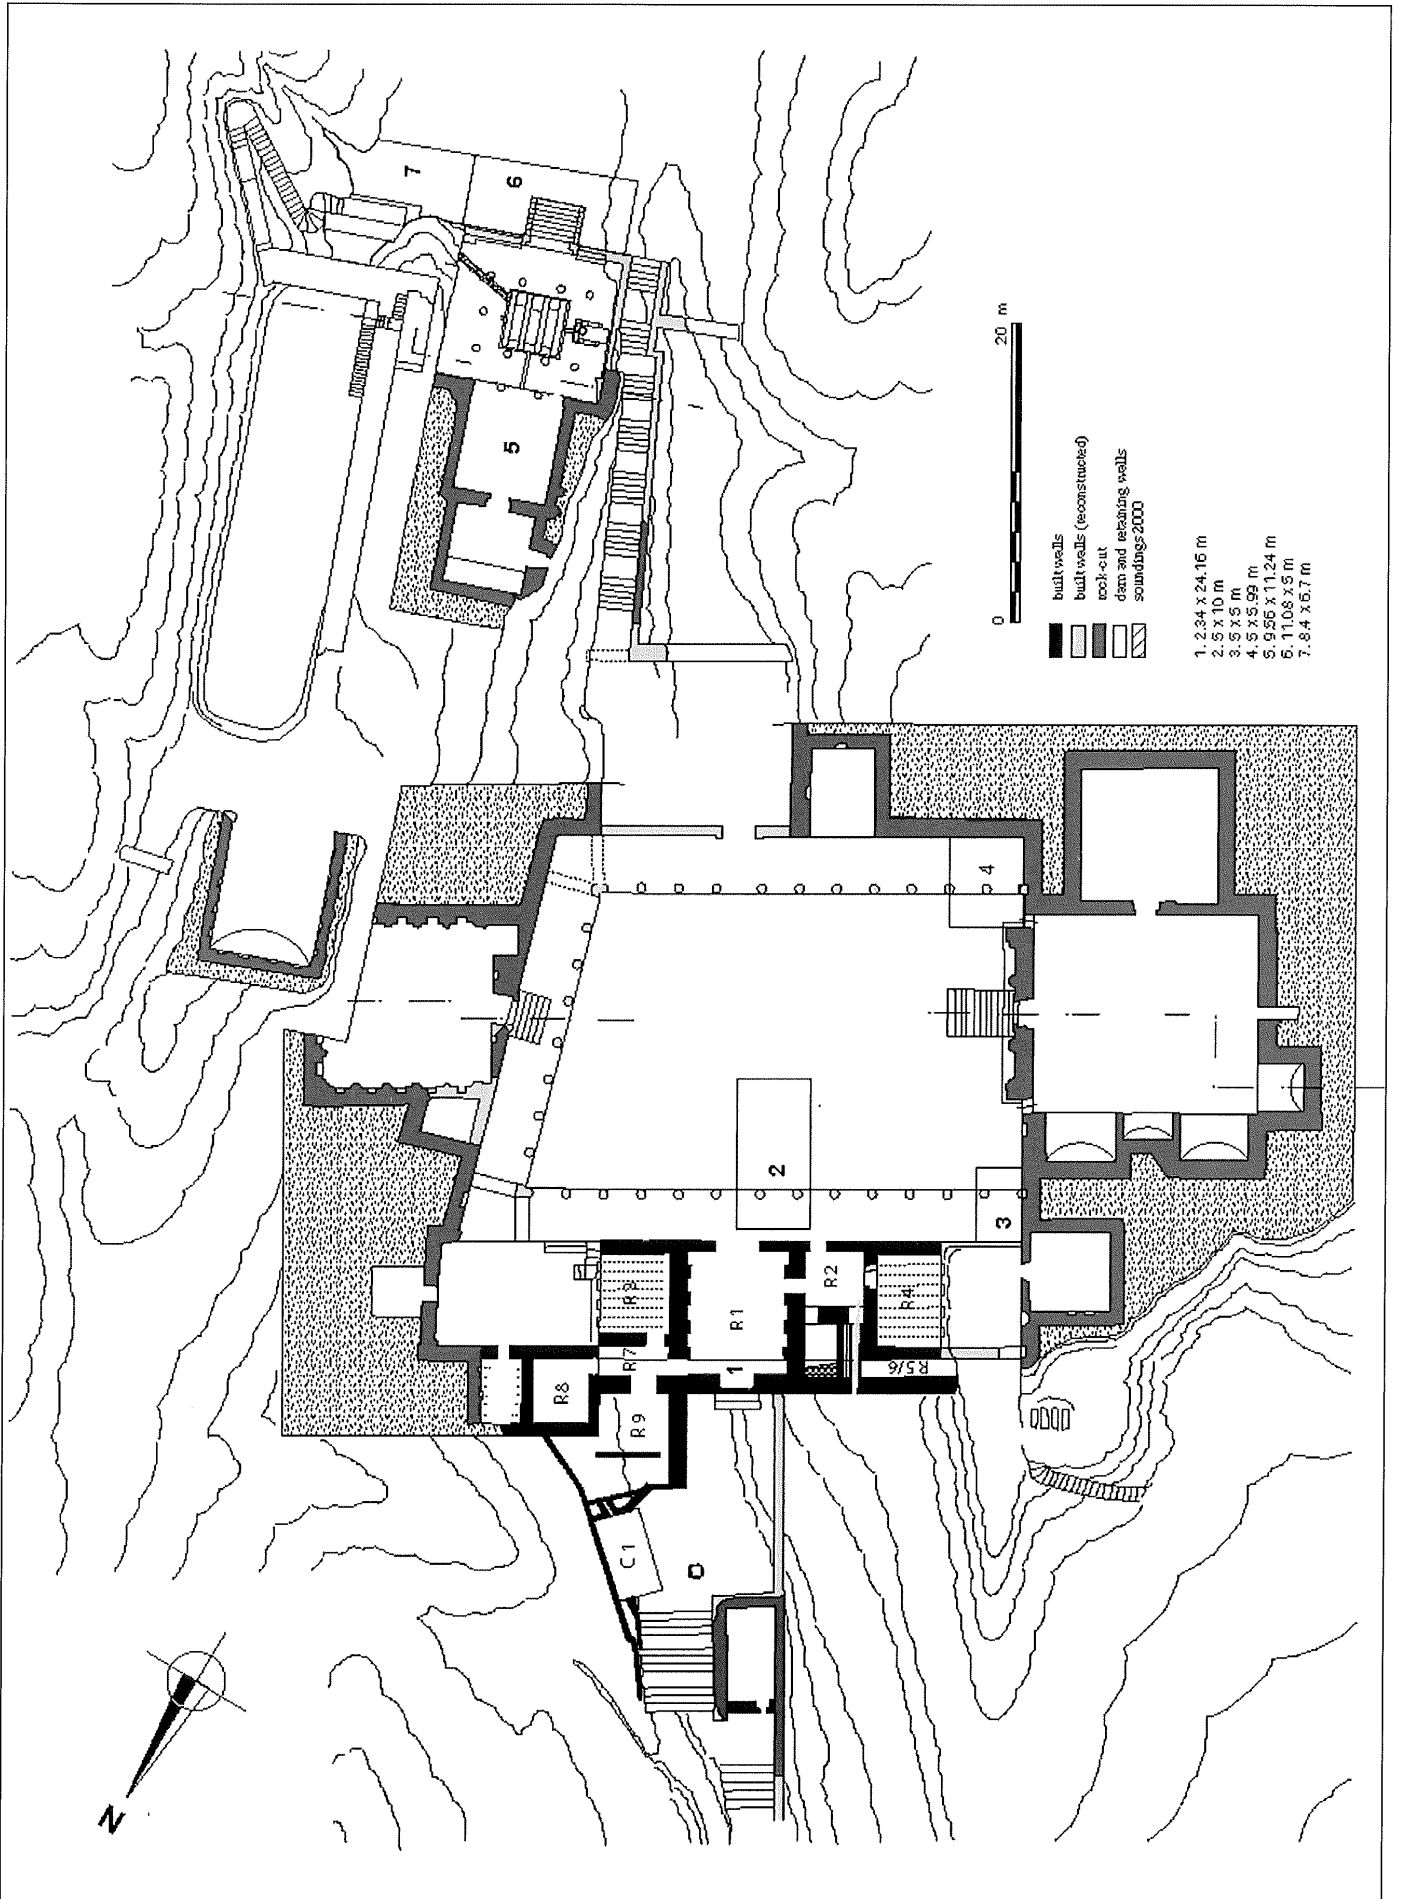 7
6
5
0 20 m
built walls
built walls (reconstructed)
rock-cut
dam and retaining walls
soundings 2000
1. 2.34 x 24.16 m
2. 5 x 10 m
3. 5 x 5 m
4. 5 x 5.99 m
5. 9.56 x 11.24 m
6. 11.08 x 5 m
7. 8.4 x 6.7 m
4
2
3
R3
R1
R2
R4
R7
1
R5/6
R8
R9
C1
C
N